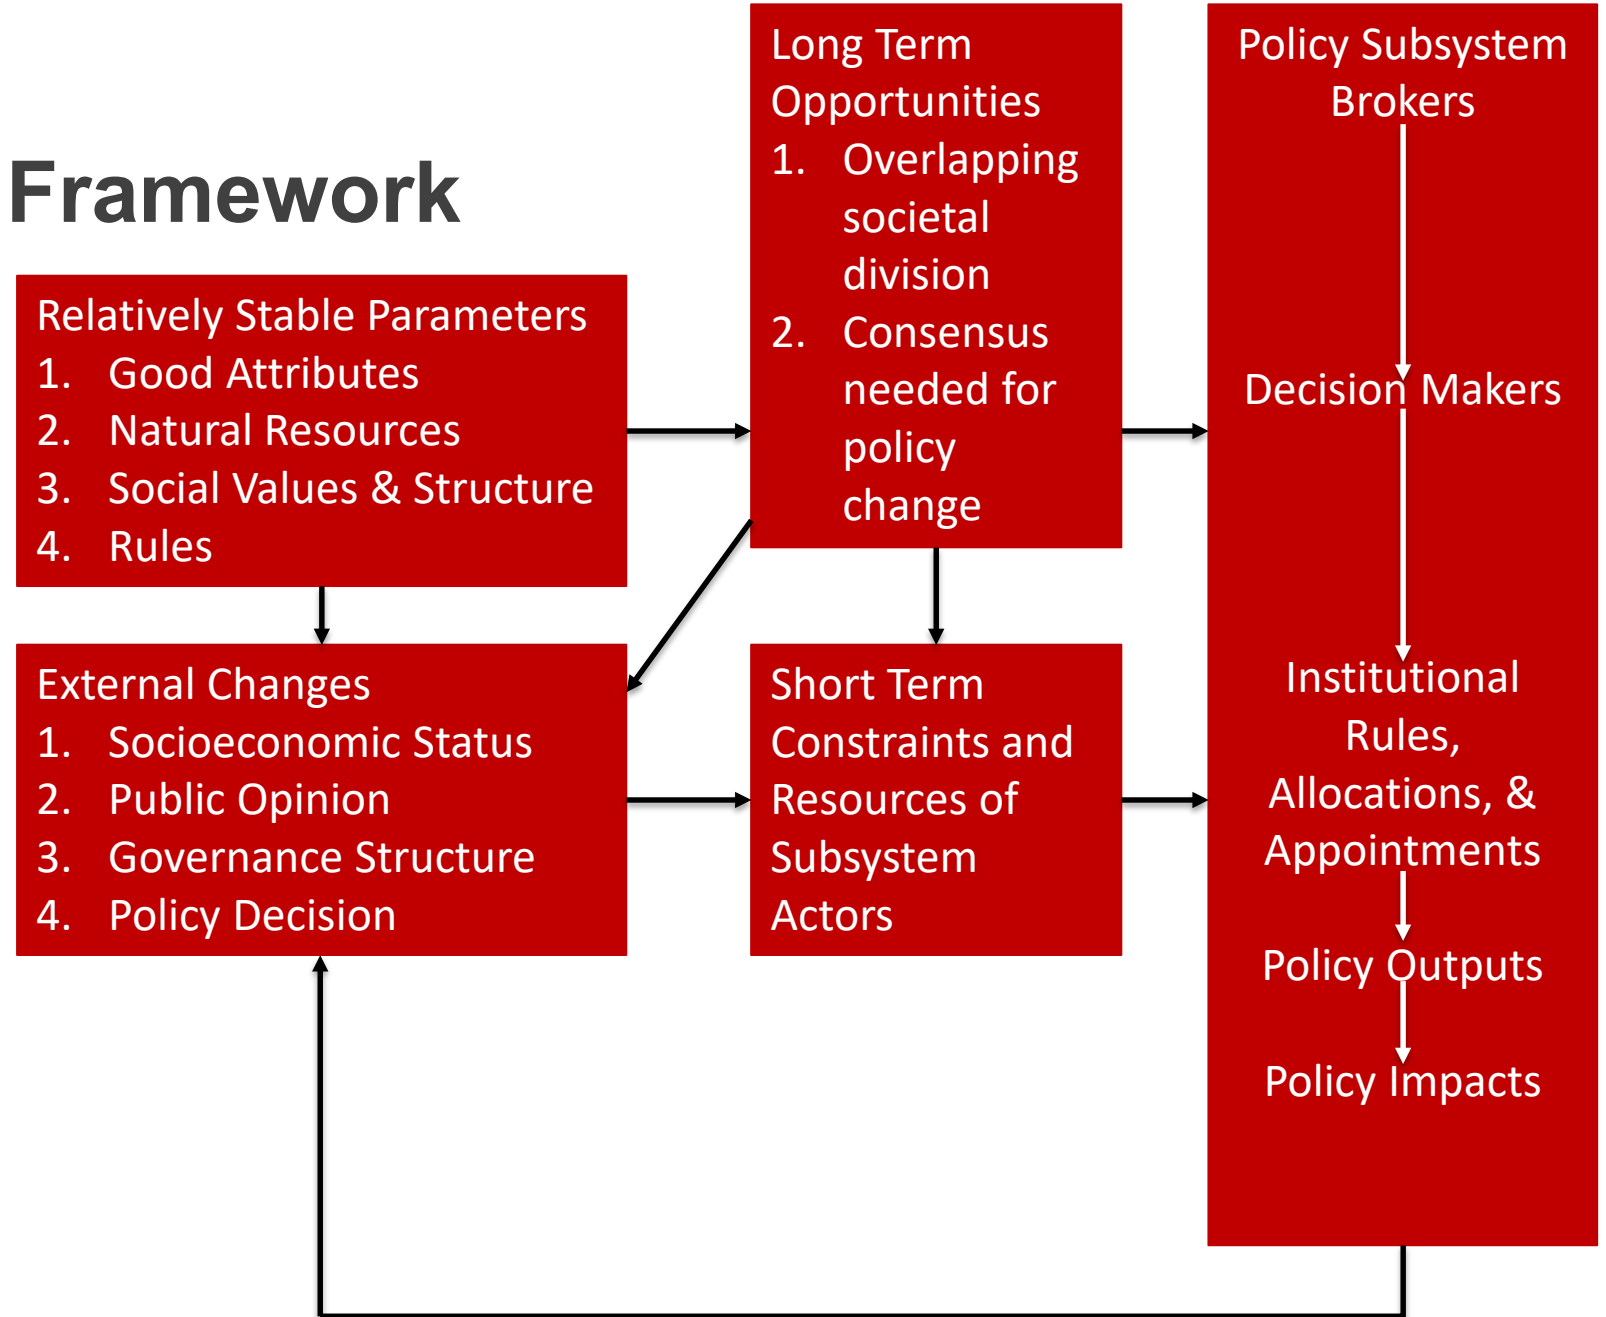 Framework
Relatively Stable Parameters
1. Good Attributes
2. Natural Resources
3. Social Values & Structure
4. Rules
External Changes
1. Socioeconomic Status
2. Public Opinion
3. Governance Structure
4. Policy Decision
Long Term
Opportunities
1. Overlapping
societal
division
2. Consensus
needed for
policy
change
Short Term
Constraints and
Resources of
Subsystem
Actors
Policy Subsystem
Brokers
Decision Makers
Institutional
Rules,
Allocations, &
Appointments
Policy Outputs
Policy Impacts